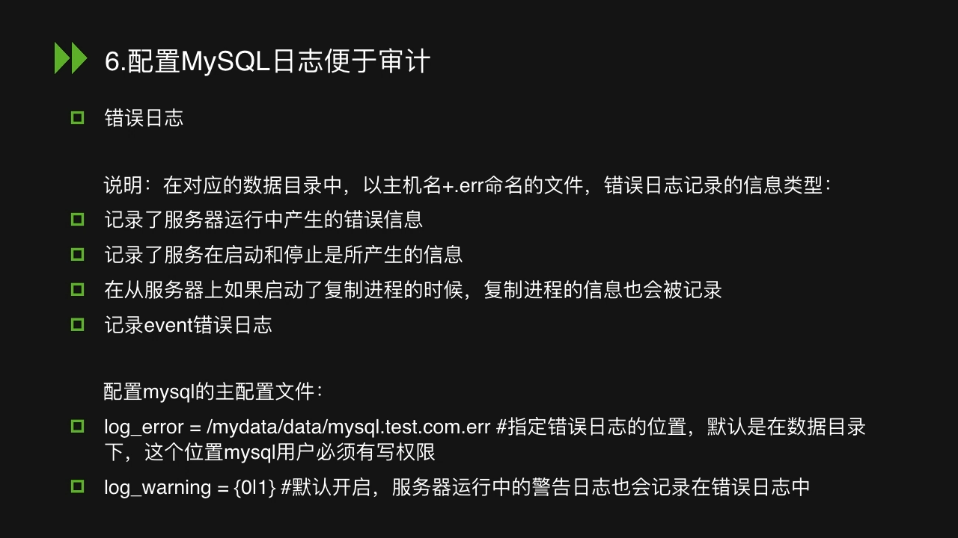 6.配置MySQL日志便于审计
错误日志
说明：在对应的数据目录中，以主机名+.err命名的文件，错误日志记录的信息类型：
记录了服务器运行中产生的错误信息
记录了服务在启动和停止是所产生的信息
在从服务器上如果启动了复制进程的时候，复制进程的信息也会被记录
记录event错误日志
配置mysql的主配置文件：
log_error = /mydata/data/mysql.test.com.err #指定错误日志的位置，默认是在数据目录
下，这个位置mysql用户必须有写权限
log_warning = {0|1} #默认开启，服务器运行中的警告日志也会记录在错误日志中